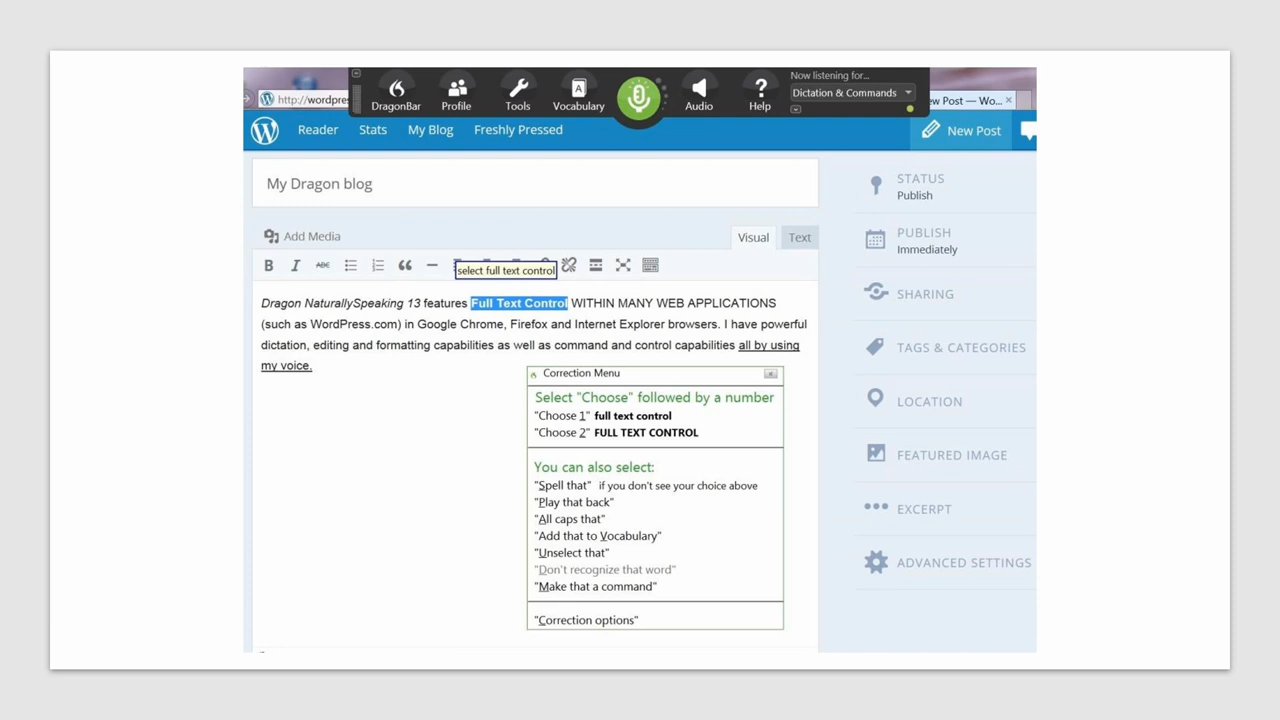 Now listening for...
DragonBar Profile Tools Vocabulary Audio Help Dictation & Commands
http://wordpres New Post — Wo...
Reader Stats My Blog Freshly Pressed New Post
My Dragon blog
STATUS
Publish
Add Media Visual Text
PUBLISH
Immediately
B I ABC
select full text control
Dragon NaturallySpeaking 13 features Full Text Control WITHIN MANY WEB APPLICATIONS
(such as WordPress.com) in Google Chrome, Firefox and Internet Explorer browsers. I have powerful
dictation, editing and formatting capabilities as well as command and control capabilities all by using
my voice.
SHARING
TAGS & CATEGORIES
LOCATION
FEATURED IMAGE
EXCERPT
ADVANCED SETTINGS
Correction Menu
Select "Choose" followed by a number
"Choose 1" full text control
"Choose 2" FULL TEXT CONTROL
You can also select:
"Spell that" if you don't see your choice above
"Play that back"
"All caps that"
"Add that to Vocabulary"
"Unselect that"
"Don't recognize that word"
"Make that a command"
"Correction options"